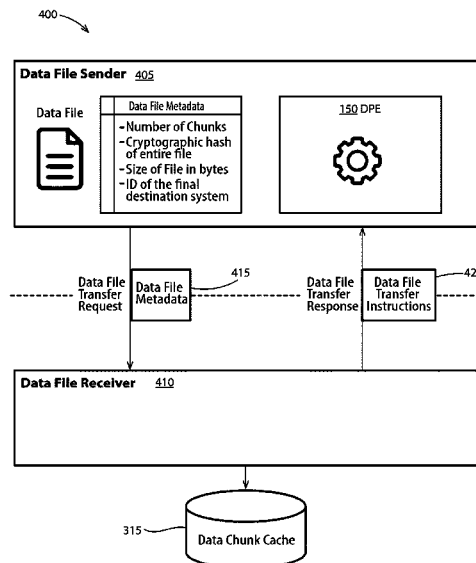 400
Data File Sender 405
Data File
Data File Metadata
-Number of Chunks
-Cryptographic hash
of entire file
-Size of File in bytes
-ID of the final
destination system
150 DPE
Data File
Transfer
Request
Data File
Metadata
415
Data File
Transfer
Response
Data File
Transfer
Instructions
42
Data File Receiver 410
315
Data Chunk Cache